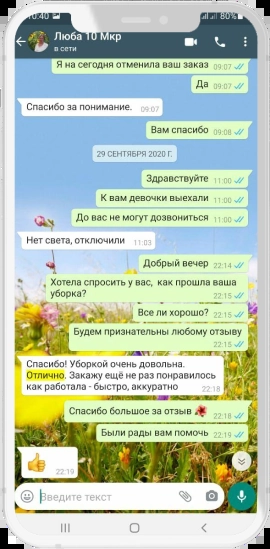 10:40
80%
Люба 10 Мкр
в сети
Я на сегодня отменила ваш заказ 09:07
Да 09:07
Спасибо за понимание. 09:07
Вам спасибо 09:08
29 СЕНТЯБРЯ 2020 Г.
Здравствуйте 11:00
К вам девочки выехали 11:00
До вас не могут дозвониться 11:00
Нет света, отключили 11:03
Добрый вечер 22:14
Хотела спросить у вас, как прошла ваша
уборка? 22:15
Все ли хорошо? 22:15
Будем признательны любому отзыву
22:15
Спасибо! Уборкой очень довольна.
Отлично. Закажу ещё не раз понравилось
как работала - быстро, аккуратно 22:18
Спасибо большое за отзыв 🌺 22:18
Были рады вам помочь 22:19
👍
22:19
Введите текст